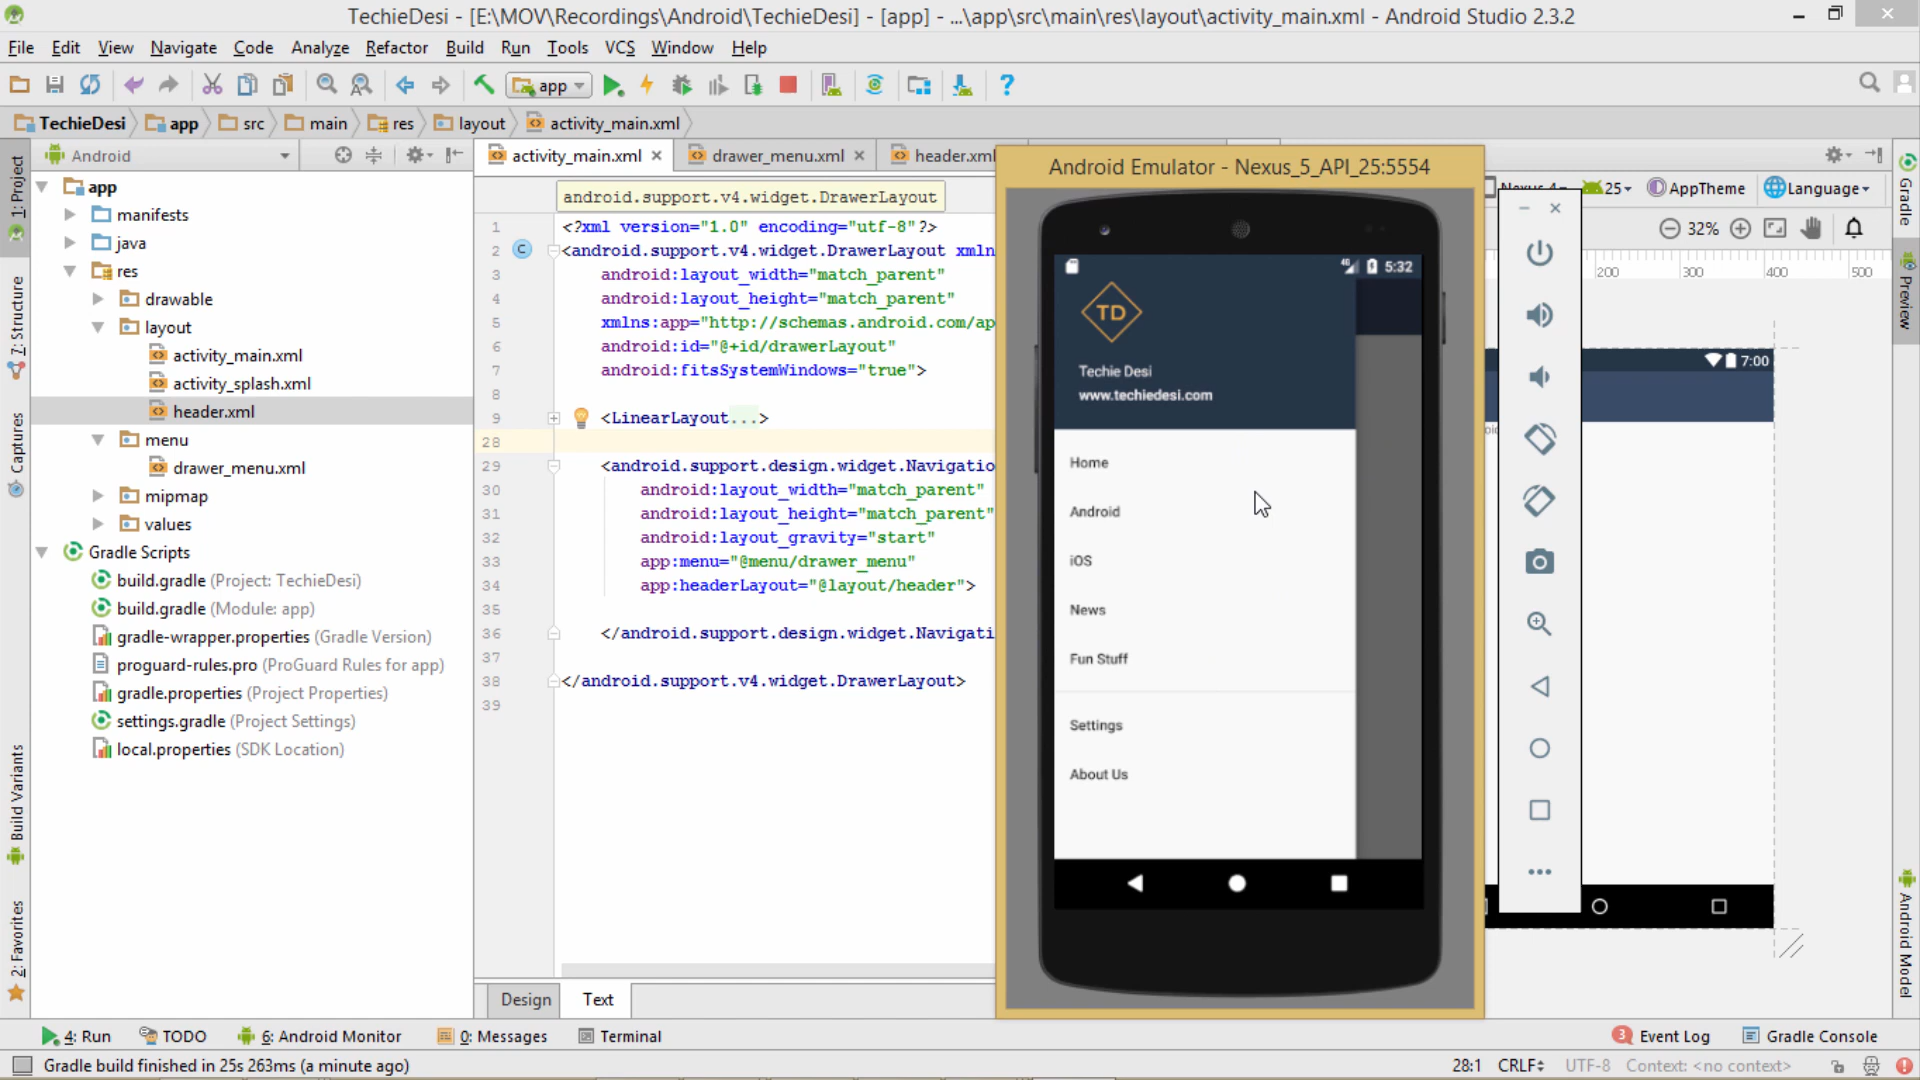 TechieDesi - [E:\MOV\Recordings\Android\TechieDesi] - [app] - ...\app\src\main\res\layout\activity_main.xml - Android Studio 2.3.2
File Edit View Navigate Code Analyze Refactor Build Run Tools VCS Window Help
app
TechieDesi app src main res layout activity_main.xml
Android
activity_main.xml drawer_menu.xml header.xml
1: Project
7: Structure
Captures
Build Variants
2: Favorites
app
manifests
java
res
drawable
layout
activity_main.xml
activity_splash.xml
header.xml
menu
drawer_menu.xml
mipmap
values
Gradle Scripts
build.gradle (Project: TechieDesi)
build.gradle (Module: app)
gradle-wrapper.properties (Gradle Version)
proguard-rules.pro (ProGuard Rules for app)
gradle.properties (Project Properties)
settings.gradle (Project Settings)
local.properties (SDK Location)
android.support.v4.widget.DrawerLayout
1 <?xml version="1.0" encoding="utf-8"?>
2 <android.support.v4.widget.DrawerLayout xmln
3 android:layout_width="match_parent"
4 android:layout_height="match_parent"
5 xmlns:app="http://schemas.android.com/ap
6 android:id="@+id/drawerLayout"
7 android:fitsSystemWindows="true">
8
9 <LinearLayout...>
28
29 <android.support.design.widget.Navigatio
30 android:layout_width="match_parent"
31 android:layout_height="match_parent"
32 android:layout_gravity="start"
33 app:menu="@menu/drawer_menu"
34 app:headerLayout="@layout/header">
35
36 </android.support.design.widget.Navigati
37
38 </android.support.v4.widget.DrawerLayout>
39
Design Text
Android Emulator - Nexus_5_API_25:5554
5:32
TD
Techie Desi
www.techiedesi.com
Home
Android
iOS
News
Fun Stuff
Settings
About Us
25 AppTheme Language
32%
200 300 400 500
7:00
Gradle
Preview
Android Model
4: Run TODO 6: Android Monitor 0: Messages Terminal
3 Event Log Gradle Console
Gradle build finished in 25s 263ms (a minute ago)
28:1 CRLF UTF-8 Context: <no context>